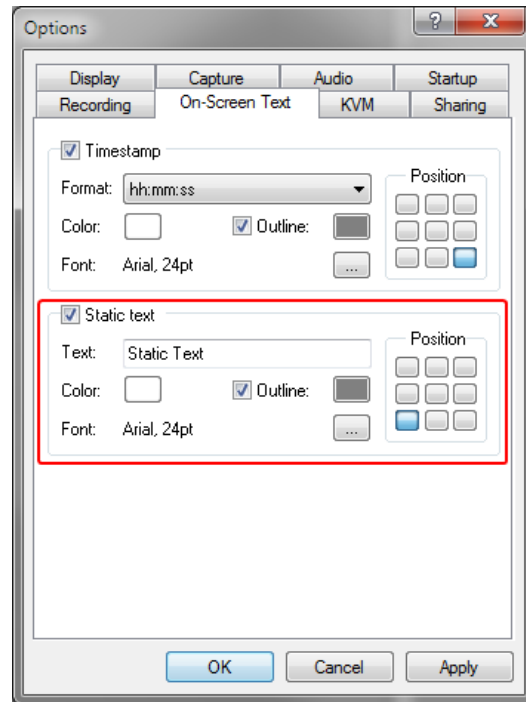 Options
?
Display Capture Audio Startup
Recording On-Screen Text KVM Sharing
Timestamp
Format: hh:mm:ss
Position
Color: Outline:
Font: Arial, 24pt ...
Static text
Text: Static Text
Position
Color: Outline:
Font: Arial, 24pt ...
OK Cancel Apply